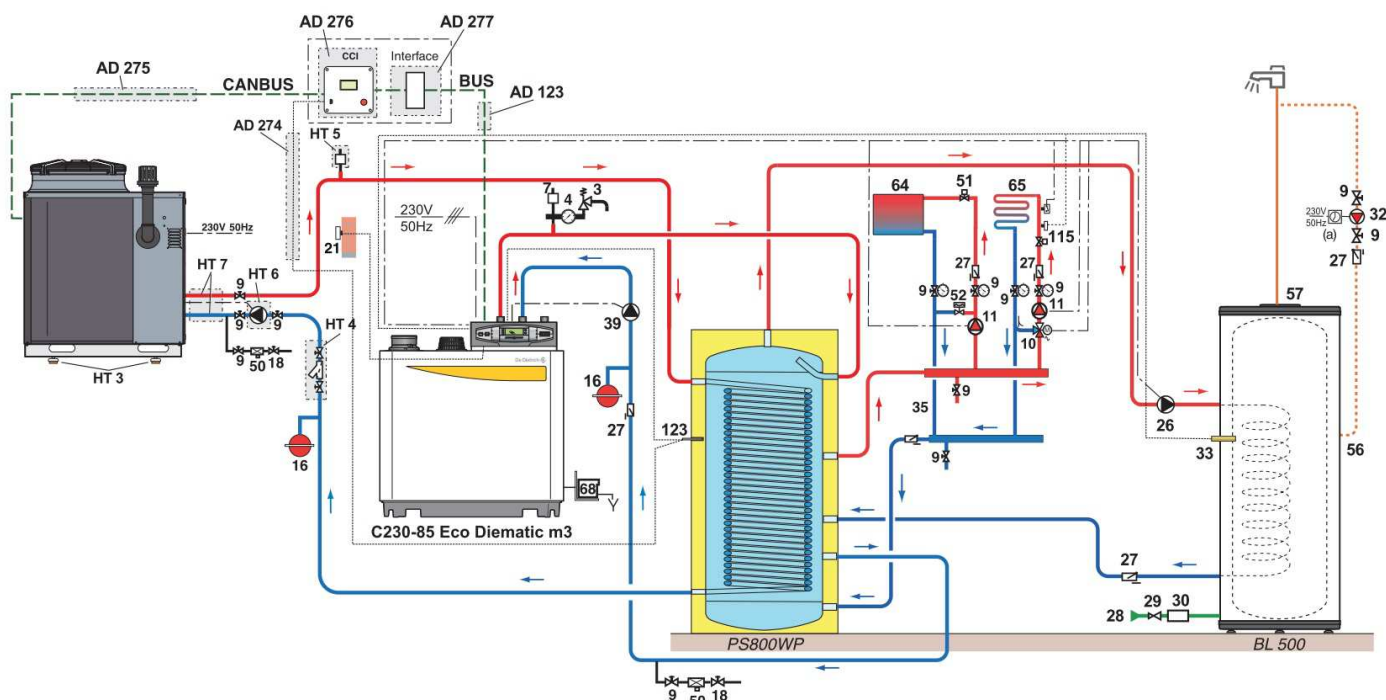 AD 276
AD 277
CCI
Interface
AD 275
CANBUS
BUS
AD 123
AD 274
HT 5
7
4
3
230V
50Hz
21
64
51
65
9
32
230V
50Hz
(a)
9
27
115
27
27
9
52
9
9
9
11
11
10
230V 50Hz
HT 7
9
HT 6
9
9
HT 4
9
50
18
HT 3
39
57
De Dietrich
16
27
16
9
35
26
123
33
56
9
68
C230-85 Eco Diematic m3
27
28
29
30
PS800WP
BL 500
9
50
18